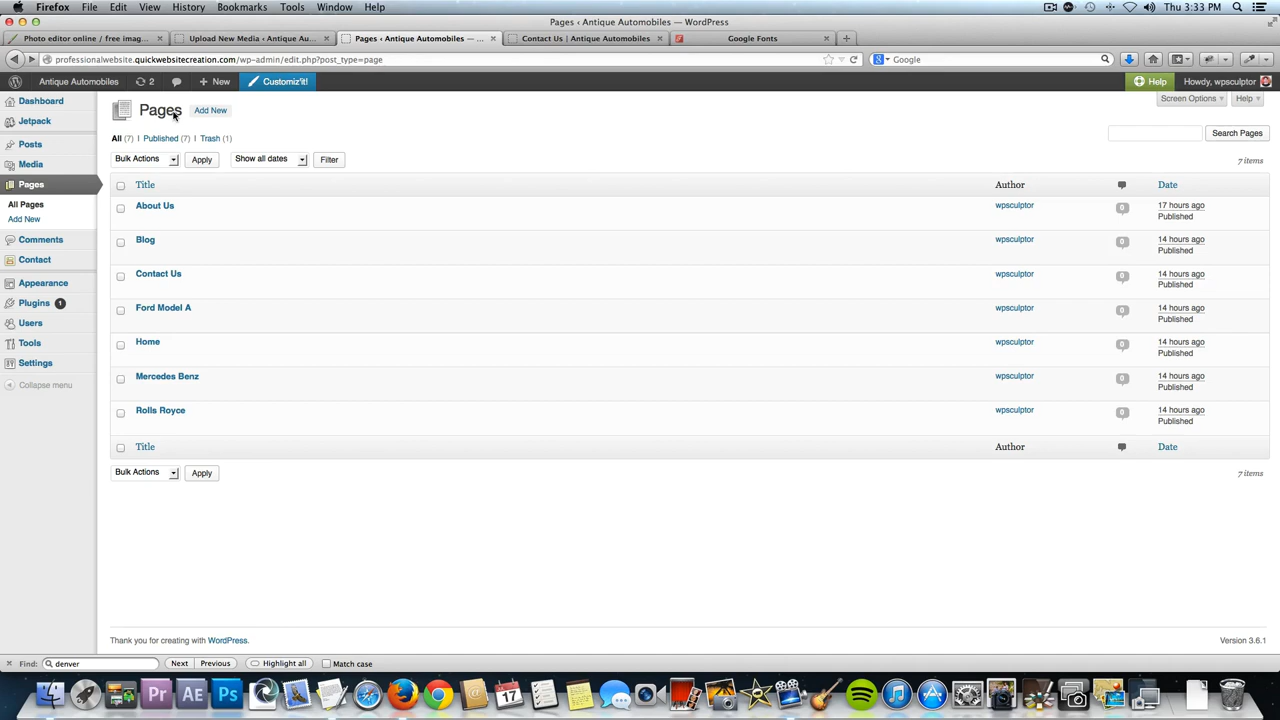 Firefox File Edit View History Bookmarks Tools Window Help Thu 3:33 PM
Pages ‹ Antique Automobiles — WordPress
Photo editor online / free imag... Upload New Media ‹ Antique Au... Pages ‹ Antique Automobiles — ... Contact Us | Antique Automobiles Google Fonts
professionalwebsite.quickwebsitecreation.com/wp-admin/edit.php?post_type=page Google
Antique Automobiles 2 + New Customize'it! Help Howdy, wpsculptor
Screen Options Help
Dashboard
Jetpack
Posts
Media
Pages
All Pages
Add New
Comments
Contact
Appearance
Plugins 1
Users
Tools
Settings
Collapse menu
Pages Add New
All (7) | Published (7) | Trash (1)
Search Pages
Bulk Actions Apply Show all dates Filter 7 items
Title Author Date
About Us wpsculptor 0 17 hours ago
Published
Blog wpsculptor 0 14 hours ago
Published
Contact Us wpsculptor 0 14 hours ago
Published
Ford Model A wpsculptor 0 14 hours ago
Published
Home wpsculptor 0 14 hours ago
Published
Mercedes Benz wpsculptor 0 14 hours ago
Published
Rolls Royce wpsculptor 0 14 hours ago
Published
Title Author Date
Bulk Actions Apply 7 items
Thank you for creating with WordPress. Version 3.6.1
Find: denver Next Previous Highlight all Match case
Pr Ae Ps 17